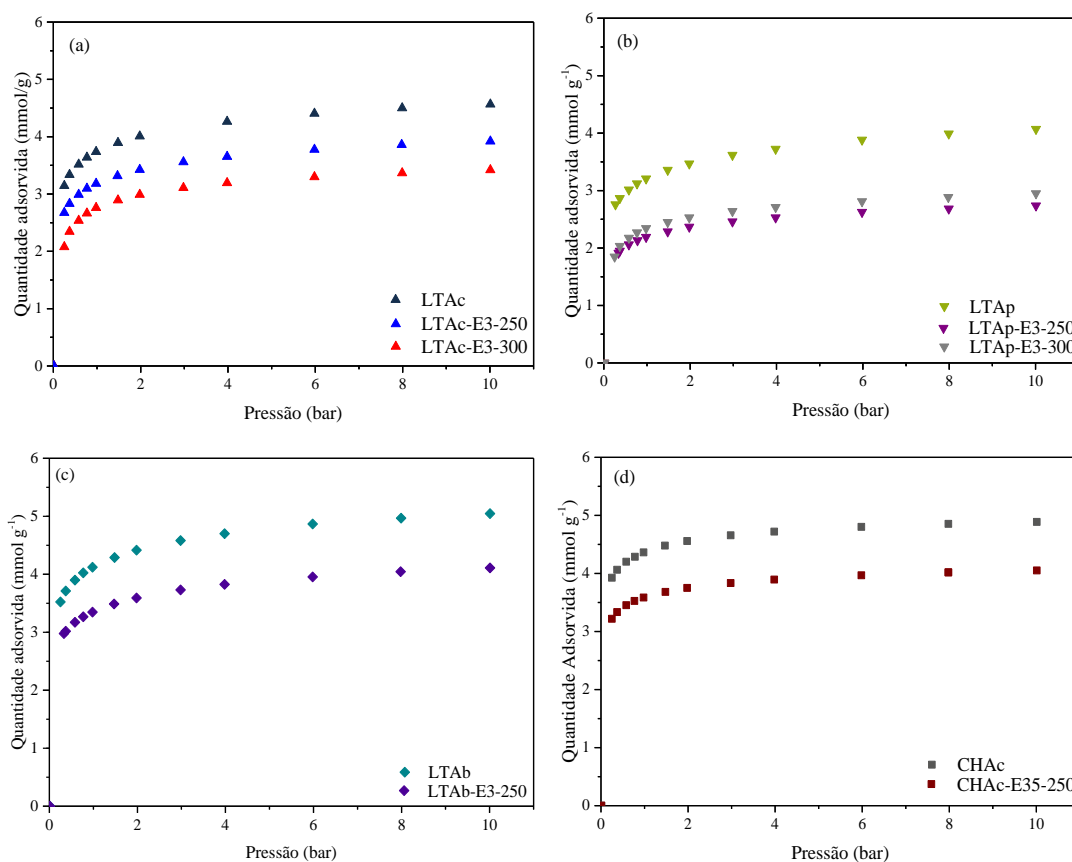 (a)
Quantidade adsorvida (mmol/g)
6
5
4
3
2
1
0
LTAc
LTAc-E3-250
LTAc-E3-300
0 2 4 6 8 10
Pressão (bar)
(b)
Quantidade adsorvida (mmol g⁻¹)
6
5
4
3
2
1
0
LTAp
LTAp-E3-250
LTAp-E3-300
0 2 4 6 8 10
Pressão (bar)
(c)
Quantidade adsorvida (mmol g⁻¹)
6
5
4
3
2
1
0
LTAb
LTAb-E3-250
0 2 4 6 8 10
Pressão (bar)
(d)
Quantidade Adsorvida (mmol g⁻¹)
6
5
4
3
2
1
0
CHAc
CHAc-E35-250
0 2 4 6 8 10
Pressão (bar)